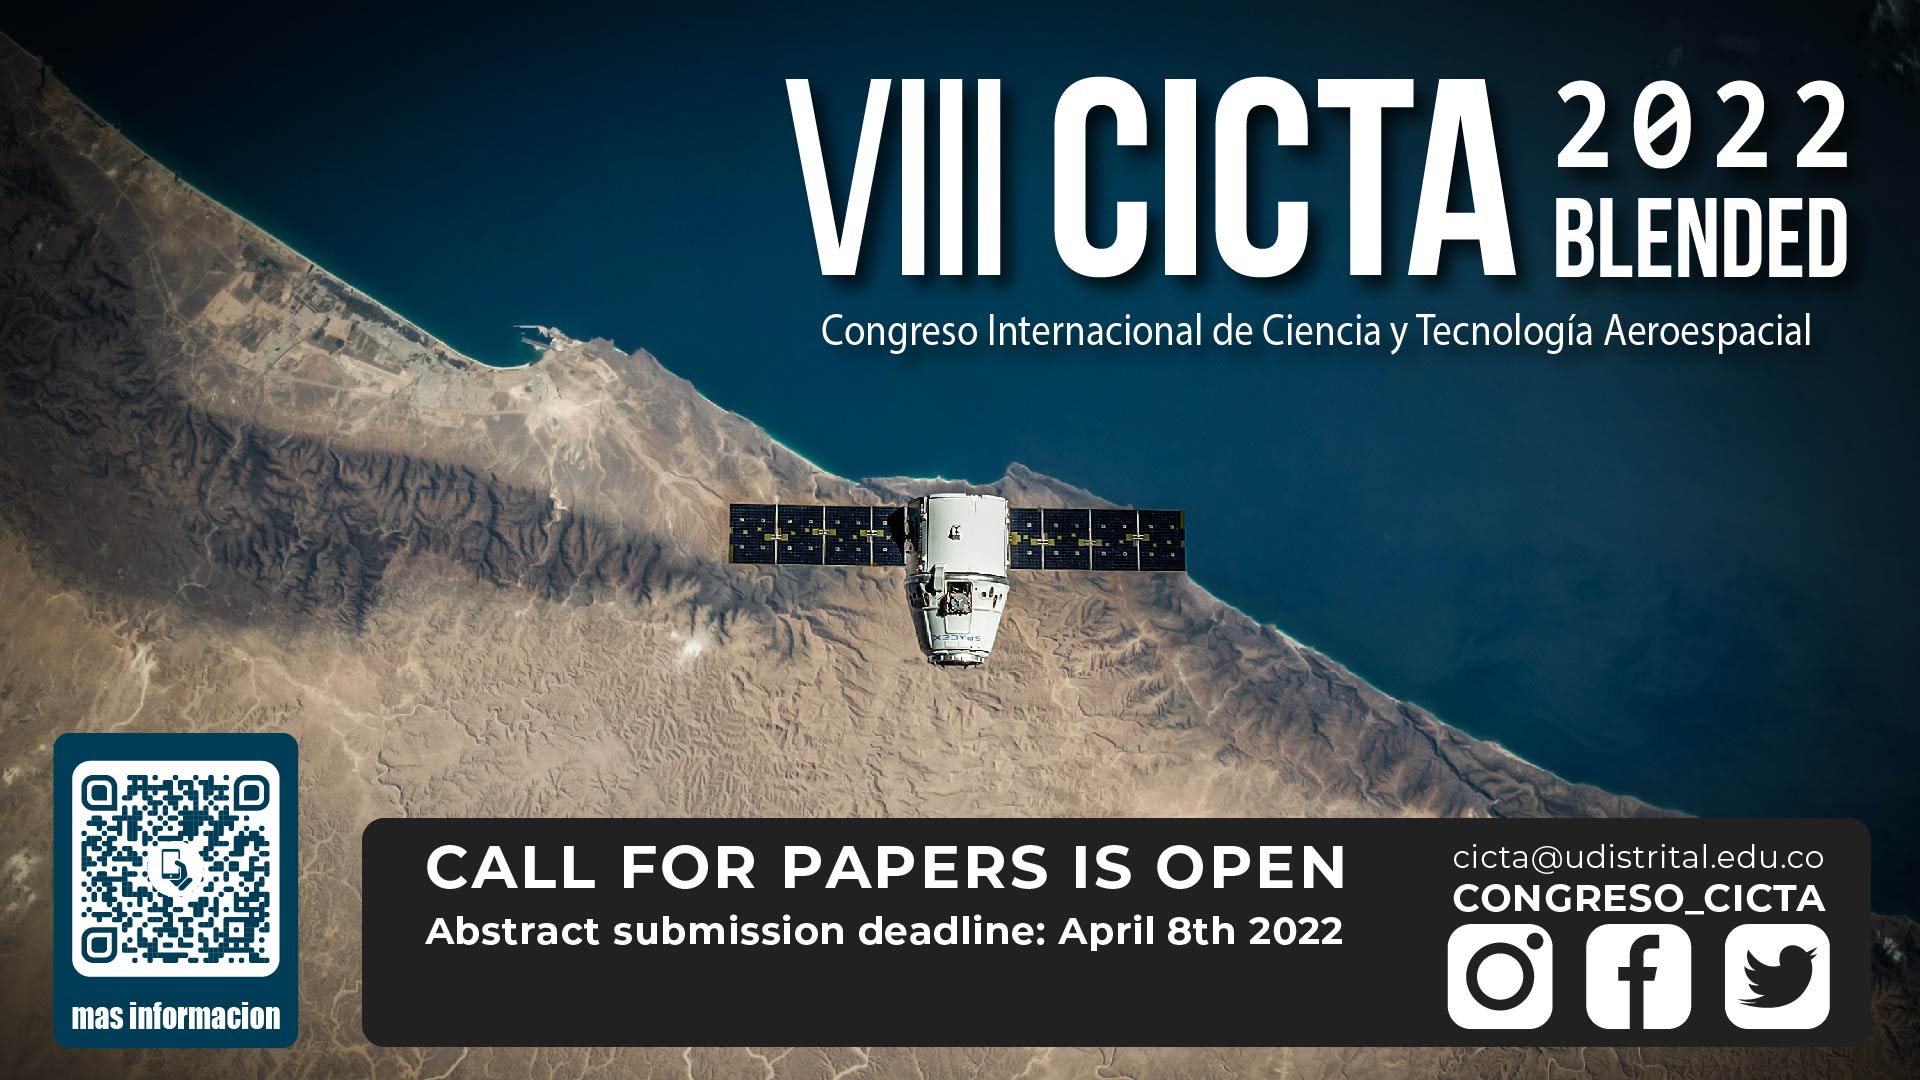 VIII CICTA 2022
BLENDED
Congreso Internacional de Ciencia y Tecnología Aeroespacial
SPACEX
CALL FOR PAPERS IS OPEN
Abstract submission deadline: April 8th 2022
cicta@udistrital.edu.co
CONGRESO_CICTA
mas informacion